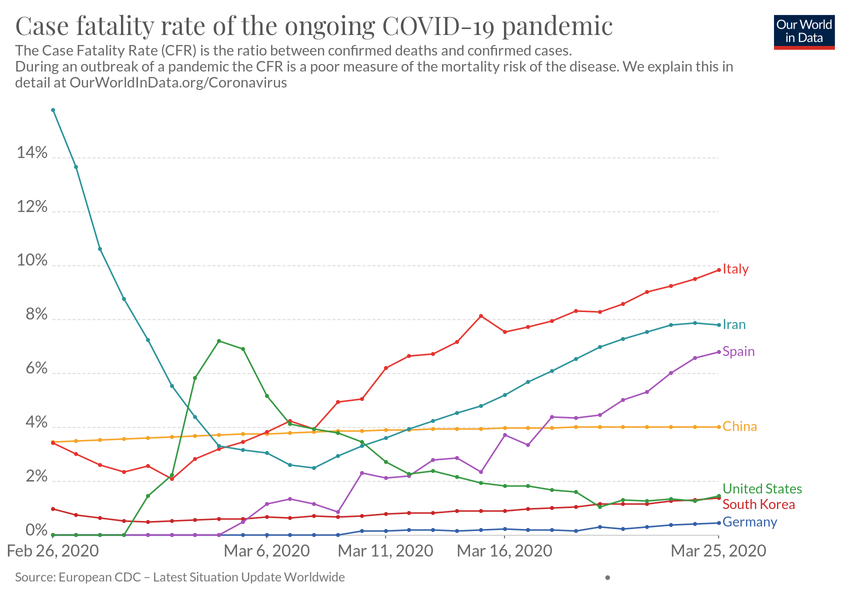 Case fatality rate of the ongoing COVID-19 pandemic
Our World
in Data
The Case Fatality Rate (CFR) is the ratio between confirmed deaths and confirmed cases.
During an outbreak of a pandemic the CFR is a poor measure of the mortality risk of the disease. We explain this in
detail at OurWorldInData.org/Coronavirus
14%
12%
10%
8%
6%
4%
2%
0%
Italy
Iran
Spain
China
United States
South Korea
Germany
Feb 26, 2020
Mar 6, 2020
Mar 11, 2020
Mar 16, 2020
Mar 25, 2020
Source: European CDC – Latest Situation Update Worldwide